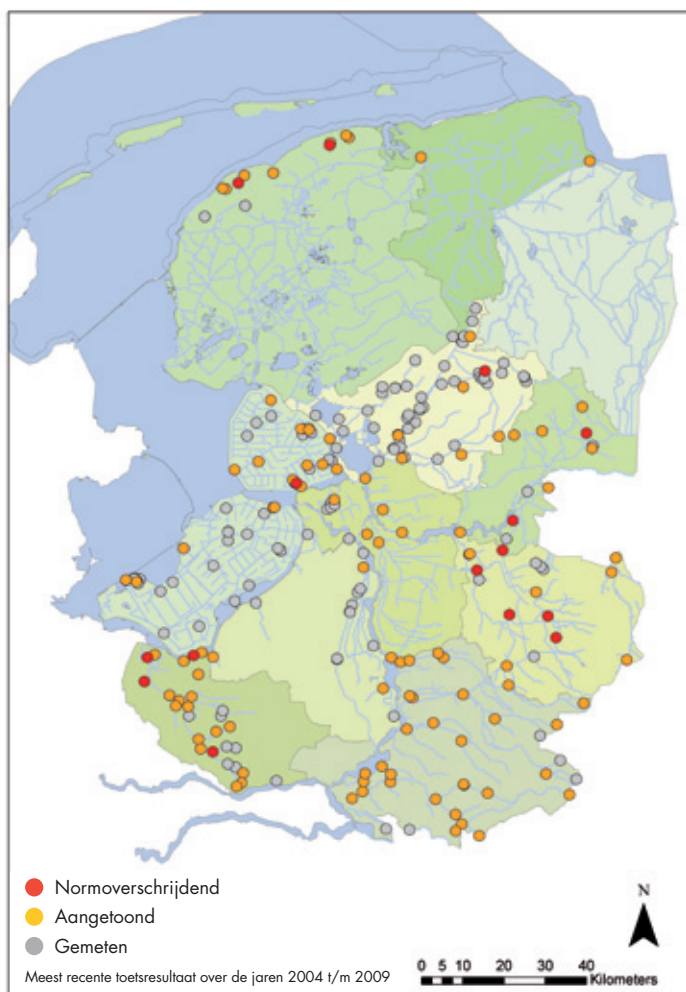 Normoverschrijdend
Aangetoond
Gemeten
Meest recente toetsresultaat over de jaren 2004 t/m 2009
N
0 5 10 20 30 40
Kilometers